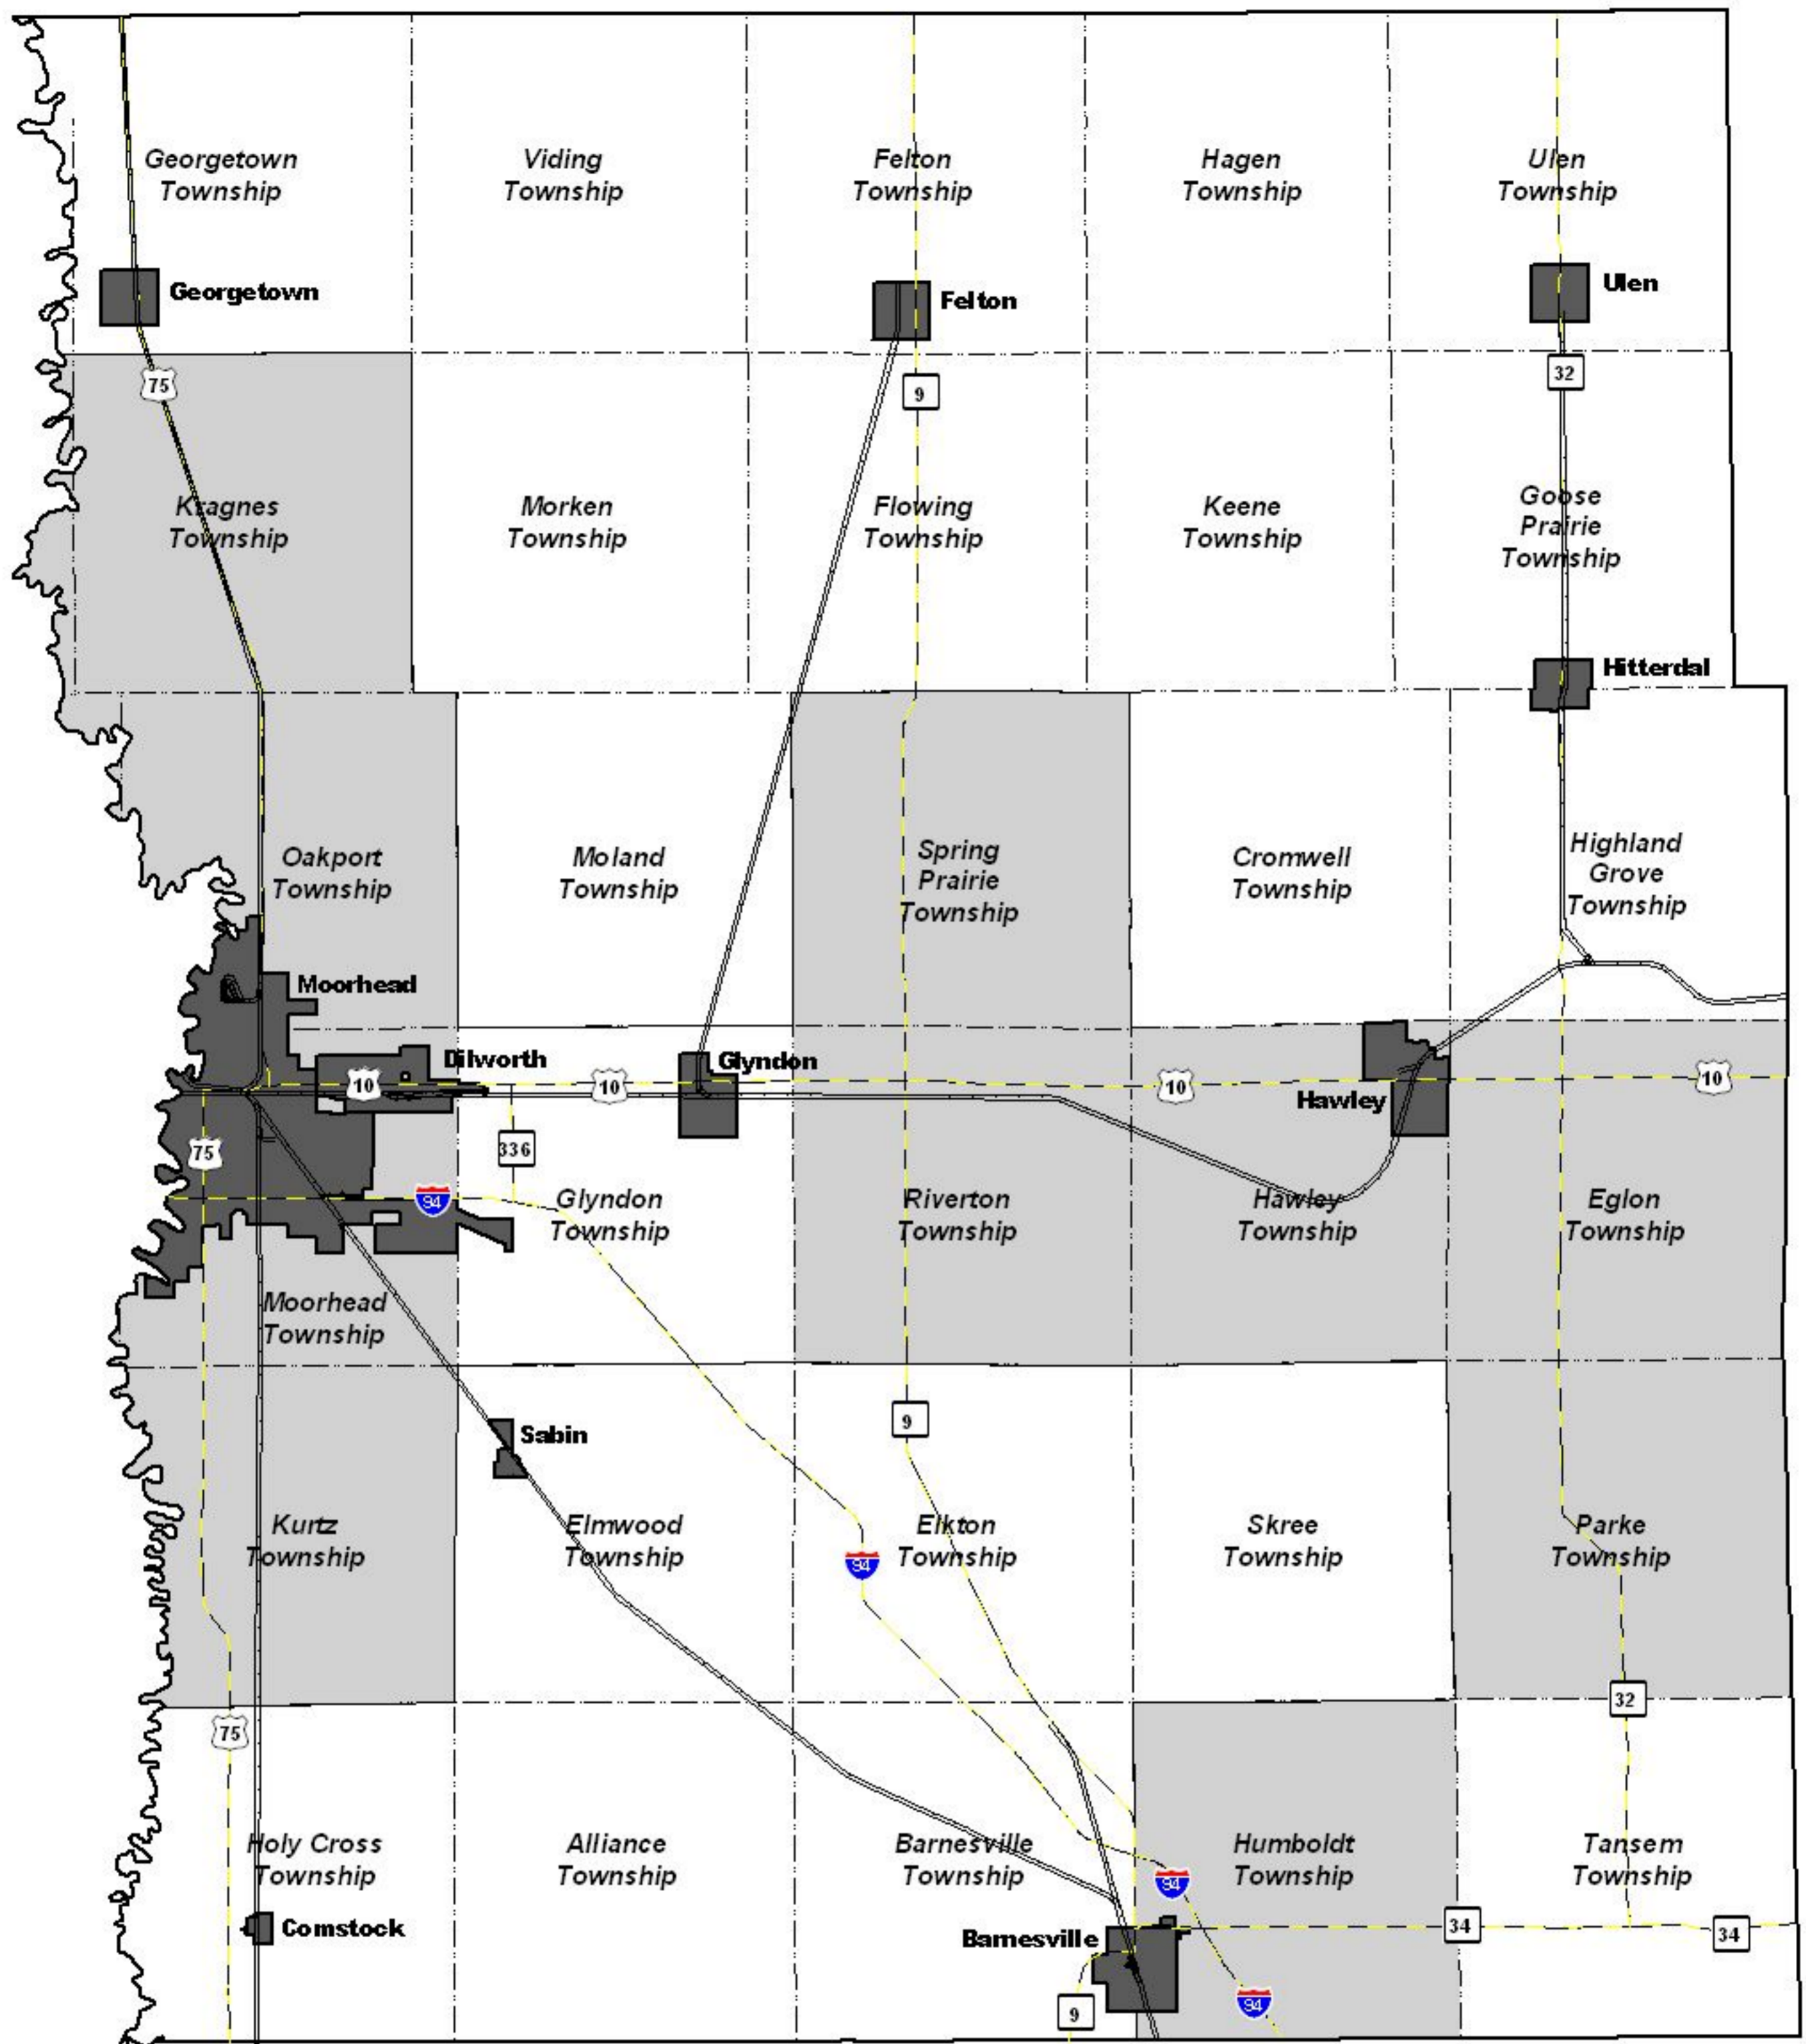 Georgetown
Township
Viding
Township
Felton
Township
Hagen
Township
Ulen
Township
Georgetown
Felton
Ulen
75
9
32
Kragnes
Township
Morken
Township
Flowing
Township
Keene
Township
Goose
Prairie
Township
Hitterdal
Oakport
Township
Moland
Township
Spring
Prairie
Township
Cromwell
Township
Highland
Grove
Township
Moorhead
Dilworth
Glyndon
10
10
10
10
Hawley
75
336
94
Glyndon
Township
Riverton
Township
Hawley
Township
Eglon
Township
Moorhead
Township
9
Sabin
Kurtz
Township
Elmwood
Township
94
Elkton
Township
Skree
Township
Parke
Township
32
75
Holy Cross
Township
Alliance
Township
Barnesville
Township
Humboldt
Township
Tansem
Township
94
Comstock
Barnesville
34
34
9
94